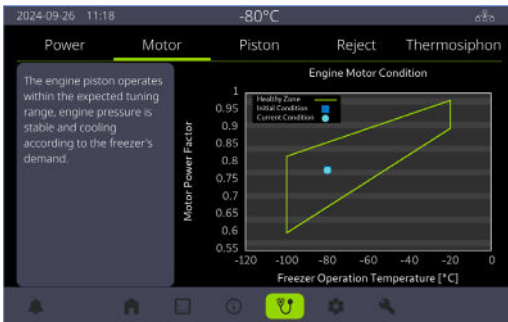 2024-09-26 11:18
-80°C
Power Motor Piston Reject Thermosiphon
The engine piston operates
within the expected tuning
range, engine pressure is
stable and cooling
according to the freezer's
demand.
Engine Motor Condition
Healthy Zone
Initial Condition
Current Condition
Motor Power Factor
1
0.95
0.9
0.85
0.8
0.75
0.7
0.65
0.6
0.55
-120 -100 -80 -60 -40 -20 0
Freezer Operation Temperature [°C]